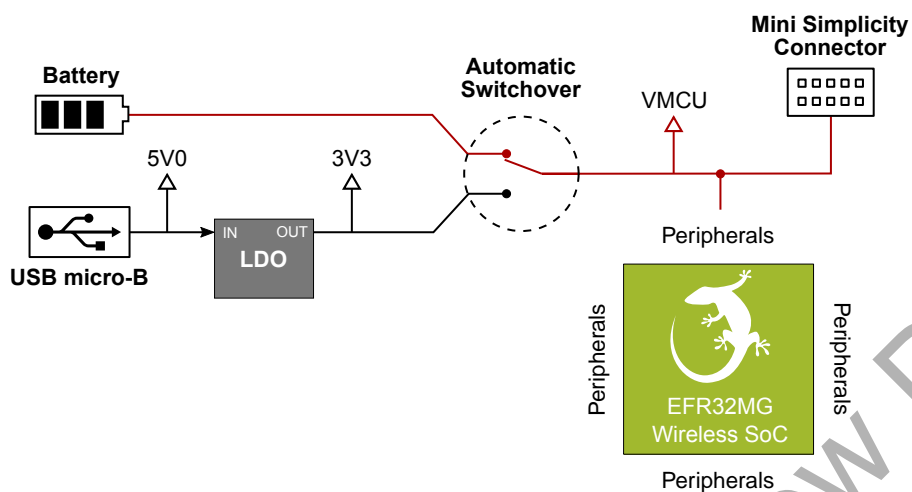 Mini Simplicity
Connector
Battery
Automatic
Switchover
VMCU
5V0
3V3
IN
OUT
LDO
USB micro-B
Peripherals
Peripherals
Peripherals
EFR32MG
Wireless SoC
Peripherals